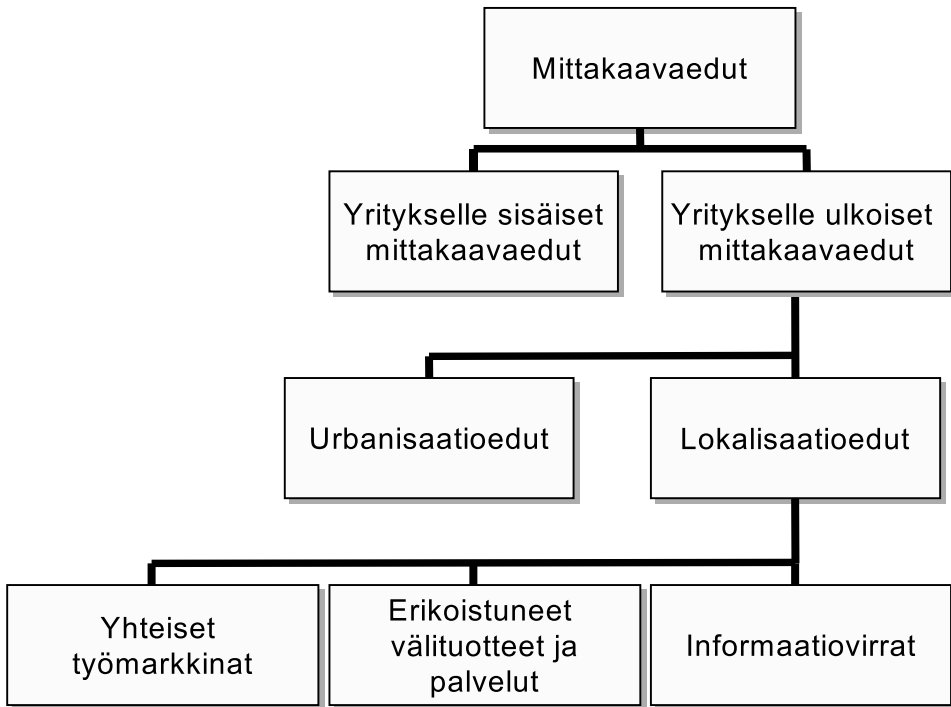 Mittakaavaedut
Yritykselle sisäiset
mittakaavaedut
Yritykselle ulkoiset
mittakaavaedut
Urbanisaatioedut
Lokalisaatioedut
Yhteiset
työmarkkinat
Erikoistuneet
välituotteet ja
palvelut
Informaatiovirrat